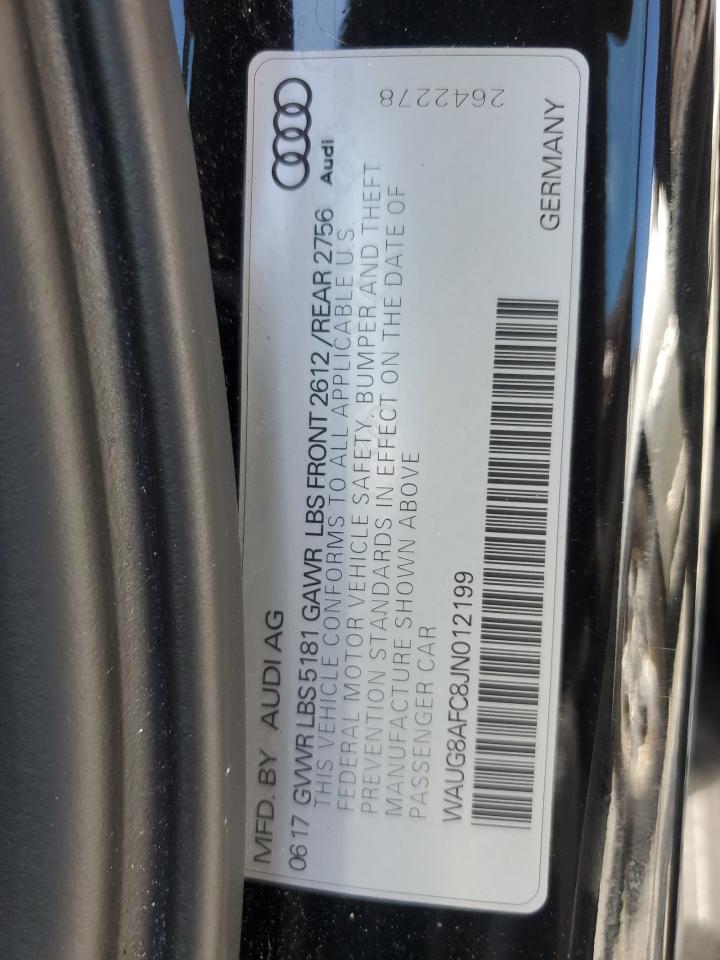 MFD. BY AUDI AG
Audi
06 17 GVWR LBS 5181 GAWR LBS FRONT 2612 /REAR 2756
THIS VEHICLE CONFORMS TO ALL APPLICABLE U.S.
FEDERAL MOTOR VEHICLE SAFETY, BUMPER AND THEFT
PREVENTION STANDARDS IN EFFECT ON THE DATE OF
MANUFACTURE SHOWN ABOVE
PASSENGER CAR
2642278
WAUG8AFC8JN012199
GERMANY